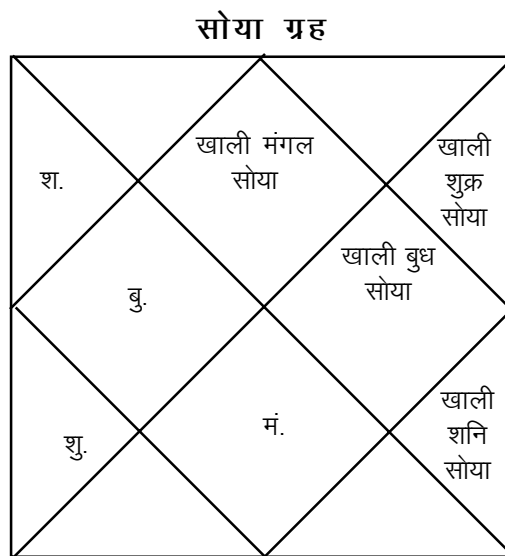 सोया ग्रह
खाली मंगल
सोया
खाली
शुक्र
सोया
श.
खाली बुध
सोया
बु.
खाली
शनि
सोया
मं.
शु.